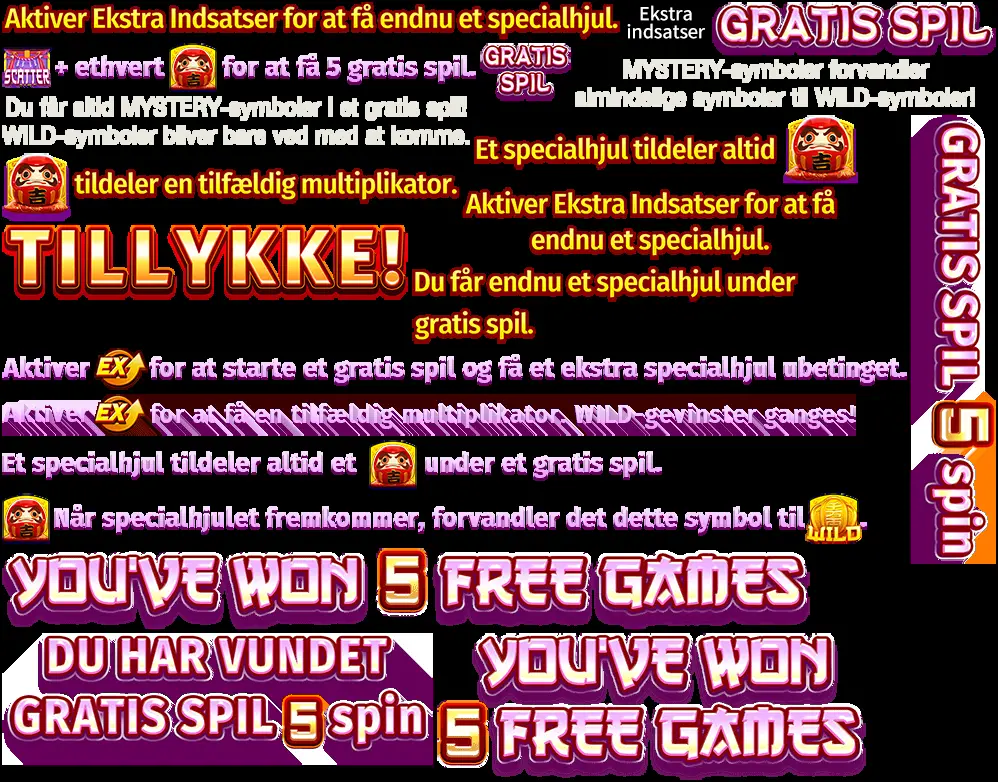 Aktiver Ekstra Indsatser for at få endnu et specialhjul.
Ekstra
indsatser
GRATIS SPIL
SCATTER + ethvert for at få 5 gratis spil.
GRATIS
SPIL
MYSTERY-symboler forvandler
almindelige symboler til WILD-symboler!
Du får altid MYSTERY-symboler i et gratis spil!
WILD-symboler bliver bare ved med at komme.
Et specialhjul tildeler altid
tildeler en tilfældig multiplikator.
Aktiver Ekstra Indsatser for at få
endnu et specialhjul.
TILLYKKE!
Du får endnu et specialhjul under
gratis spil.
GRATIS SPIL 5 spin
Aktiver EX for at starte et gratis spil og få et ekstra specialhjul ubetinget.
Aktiver EX for at få en tilfældig multiplikator. WILD-gevinster ganges!
Et specialhjul tildeler altid et under et gratis spil.
Når specialhjulet fremkommer, forvandler det dette symbol til WILD.
YOU'VE WON 5 FREE GAMES
DU HAR VUNDET
GRATIS SPIL 5 spin
YOU'VE WON
5 FREE GAMES